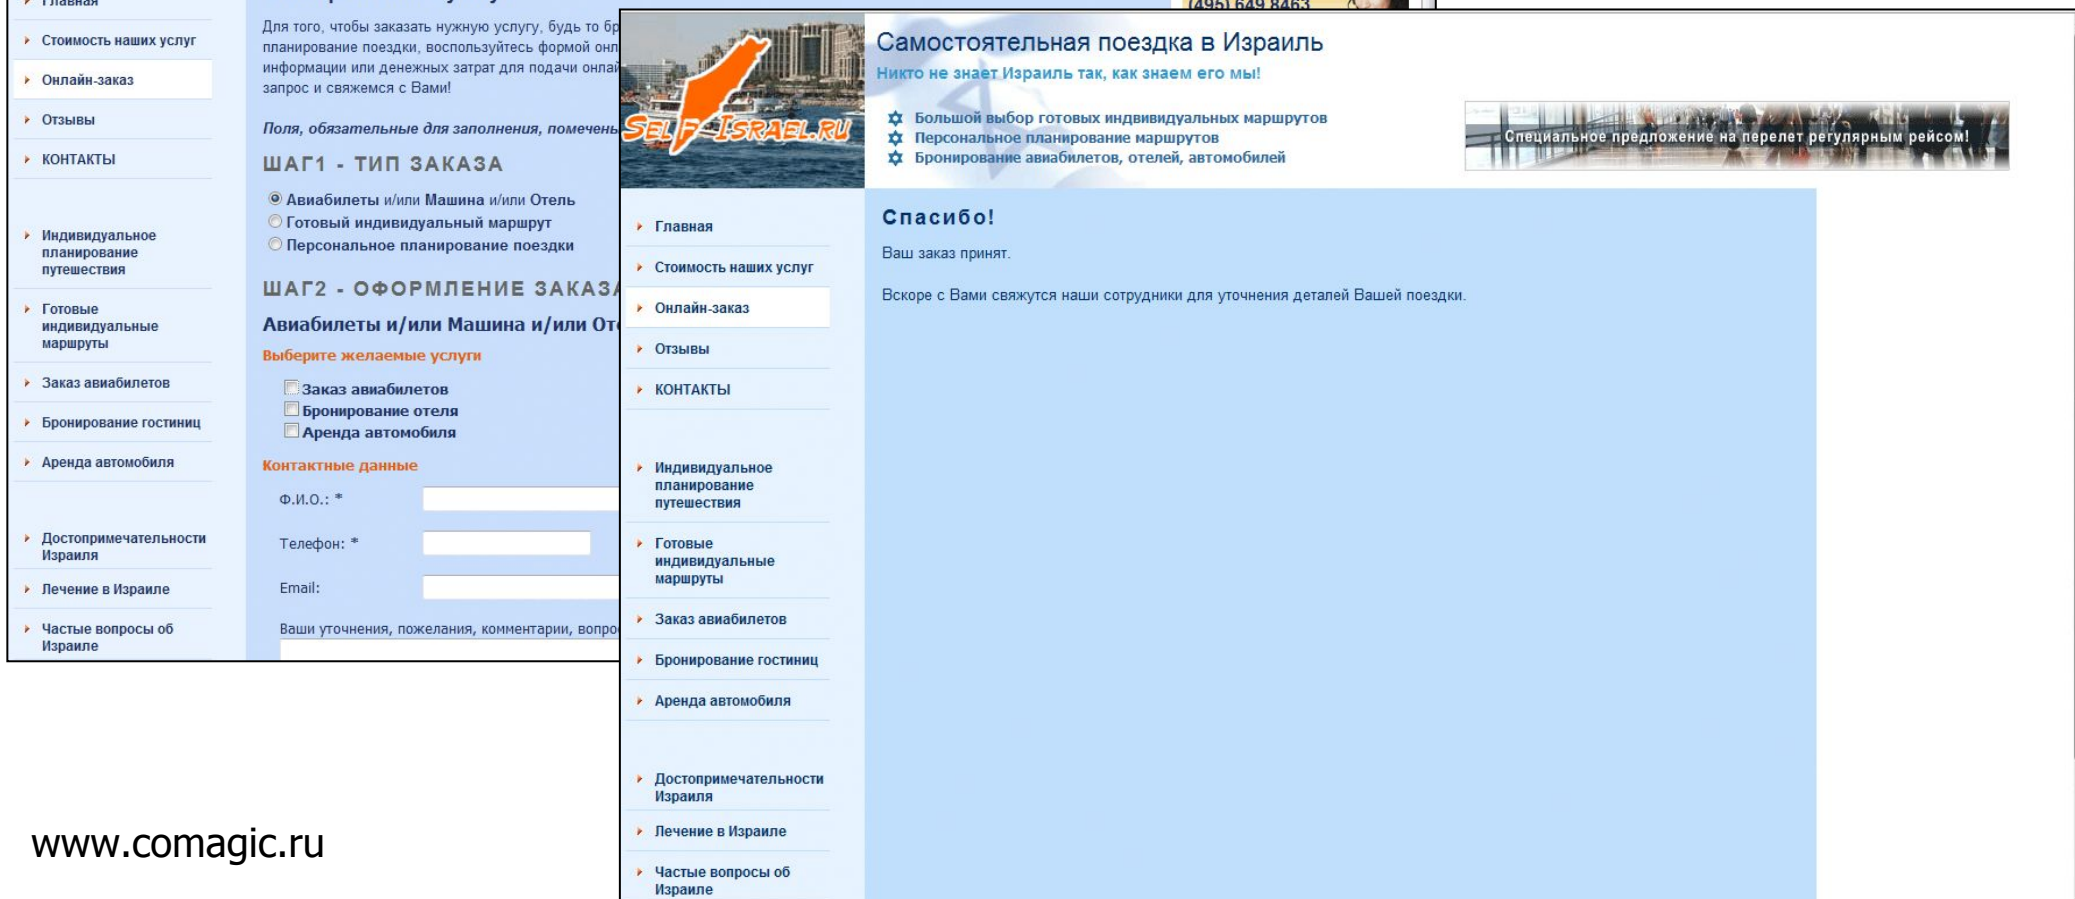 Главная
Стоимость наших услуг
Онлайн-заказ
Отзывы
КОНТАКТЫ
Индивидуальное
планирование
путешествия
Готовые
индивидуальные
маршруты
Заказ авиабилетов
Бронирование гостиниц
Аренда автомобиля
Достопримечательности
Израиля
Лечение в Израиле
Частые вопросы об
Израиле
Для того, чтобы заказать нужную услугу, будь то бр
планирование поездки, воспользуйтесь формой онл
информации или денежных затрат для подачи онлай
запрос и свяжемся с Вами!
Поля, обязательные для заполнения, помечены
ШАГ1 - ТИП ЗАКАЗА
Авиабилеты и/или Машина и/или Отель
Готовый индивидуальный маршрут
Персональное планирование поездки
ШАГ2 - ОФОРМЛЕНИЕ ЗАКАЗА
Авиабилеты и/или Машина и/или Оте
Выберите желаемые услуги
Заказ авиабилетов
Бронирование отеля
Аренда автомобиля
Контактные данные
Ф.И.О.: *
Телефон: *
Email:
Ваши уточнения, пожелания, комментарии, вопро
(495) 649 8463
SELF-ISRAEL.RU
Самостоятельная поездка в Израиль
Никто не знает Израиль так, как знаем его мы!
Большой выбор готовых индвивидуальных маршрутов
Персональное планирование маршрутов
Бронирование авиабилетов, отелей, автомобилей
Специальное предложение на перелет регулярным рейсом!
Главная
Стоимость наших услуг
Онлайн-заказ
Отзывы
КОНТАКТЫ
Индивидуальное
планирование
путешествия
Готовые
индивидуальные
маршруты
Заказ авиабилетов
Бронирование гостиниц
Аренда автомобиля
Достопримечательности
Израиля
Лечение в Израиле
Частые вопросы об
Израиле
Спасибо!
Ваш заказ принят.
Вскоре с Вами свяжутся наши сотрудники для уточнения деталей Вашей поездки.
www.comagic.ru